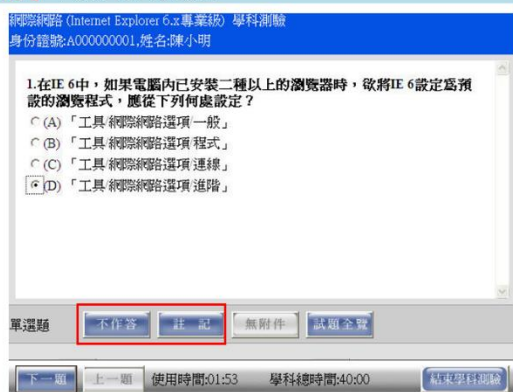 網際網路 (Internet Explorer 6.x專業級) 學科測驗
身份證號:A000000001,姓名:陳小明
1.在IE 6中,如果電腦內已安裝二種以上的瀏覽器時,欲將IE 6設定為預
設的瀏覽程式,應從下列何處設定?
(A) 「工具/網際網路選項/一般」
(B) 「工具/網際網路選項/程式」
(C) 「工具/網際網路選項/連線」
(D) 「工具/網際網路選項/進階」
單選題 不作答 註 記 無附件 試題全覽
下一題 上一題 使用時間:01:53 學科總時間:40:00 結束學科測驗